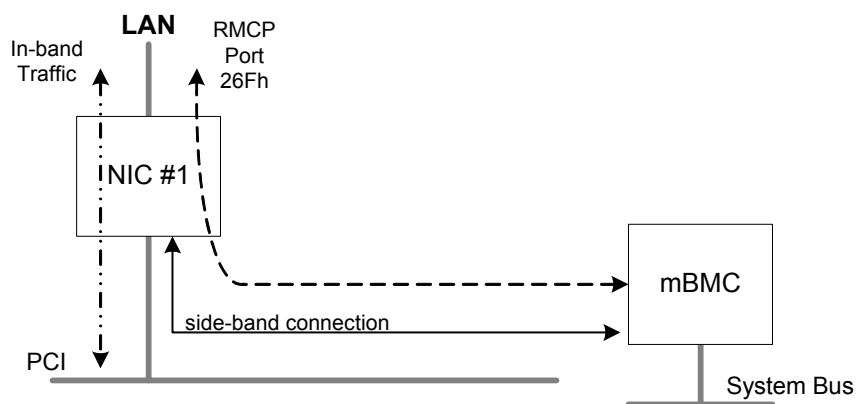 LAN
In-band
Traffic
RMCP
Port
26Fh
NIC #1
mBMC
side-band connection
PCI
System Bus